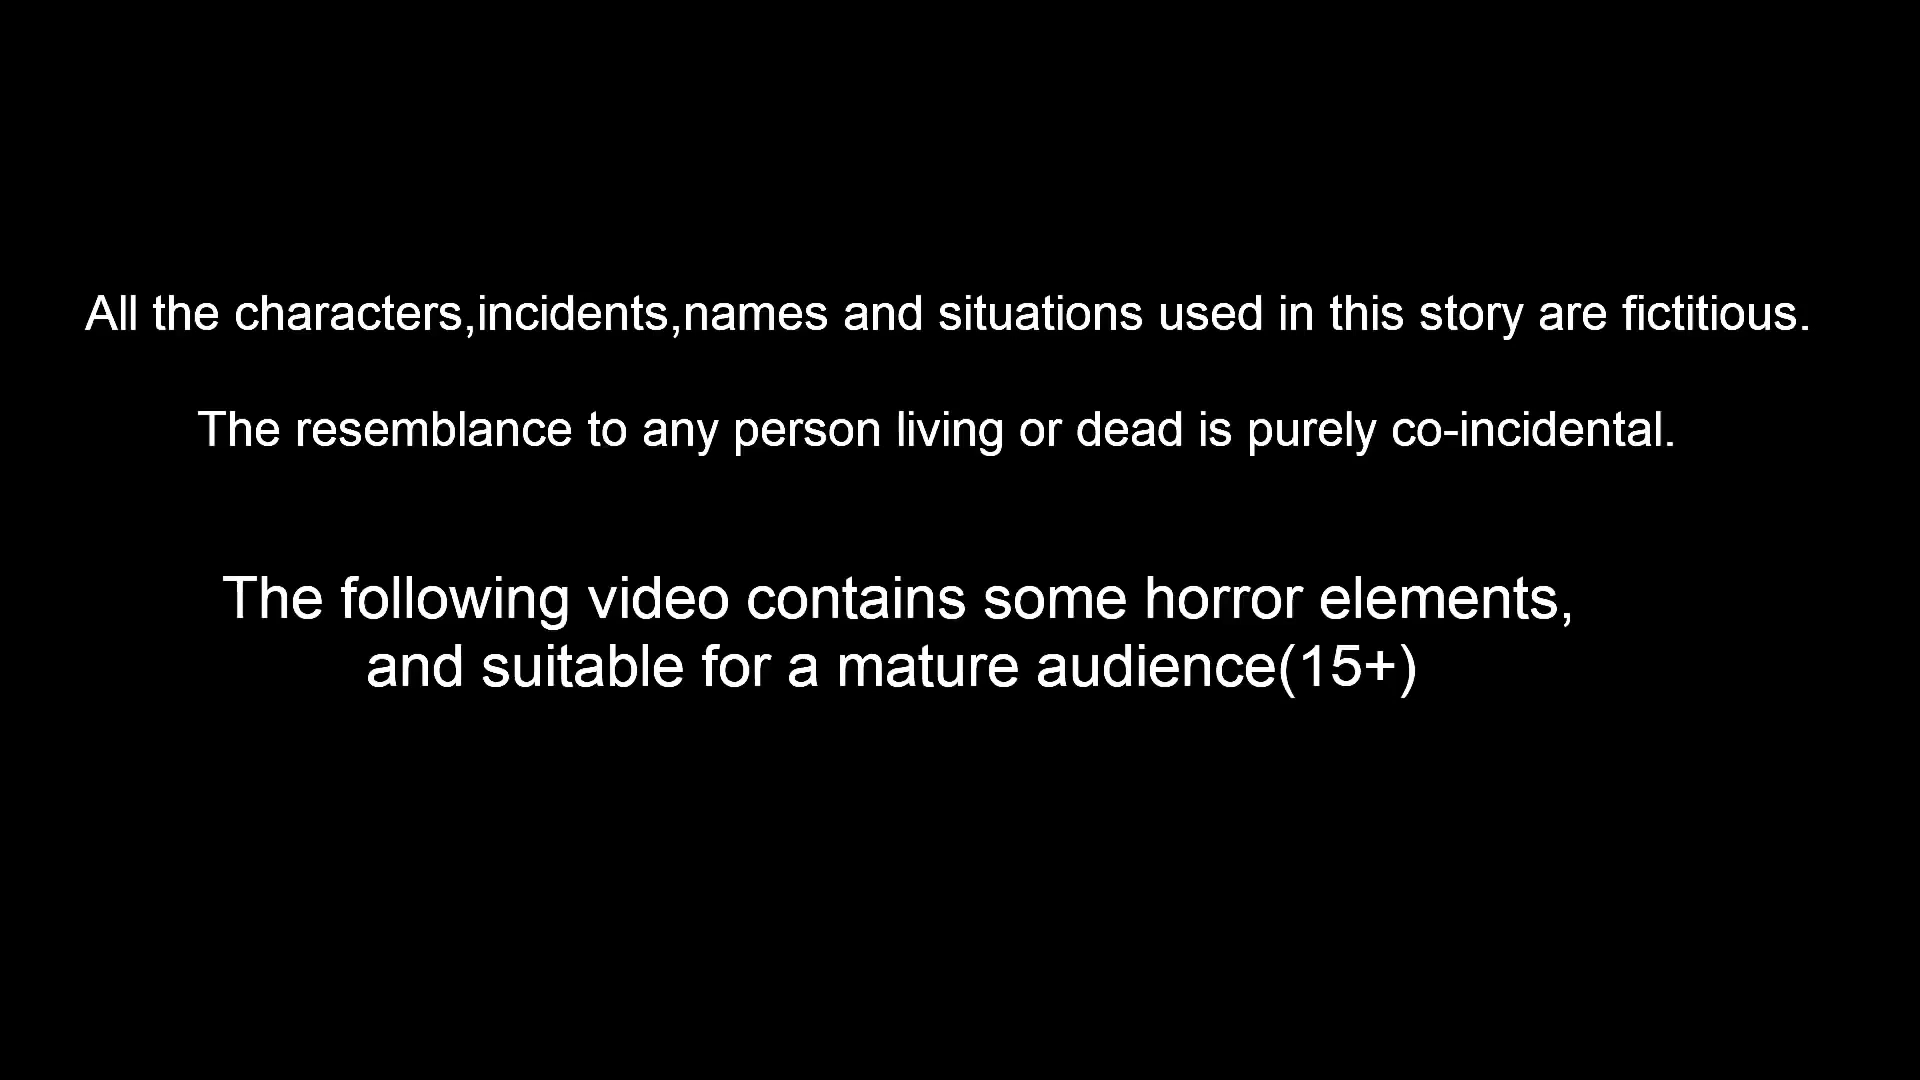 All the characters,incidents,names and situations used in this story are fictitious.
The resemblance to any person living or dead is purely co-incidental.
The following video contains some horror elements,
and suitable for a mature audience(15+)